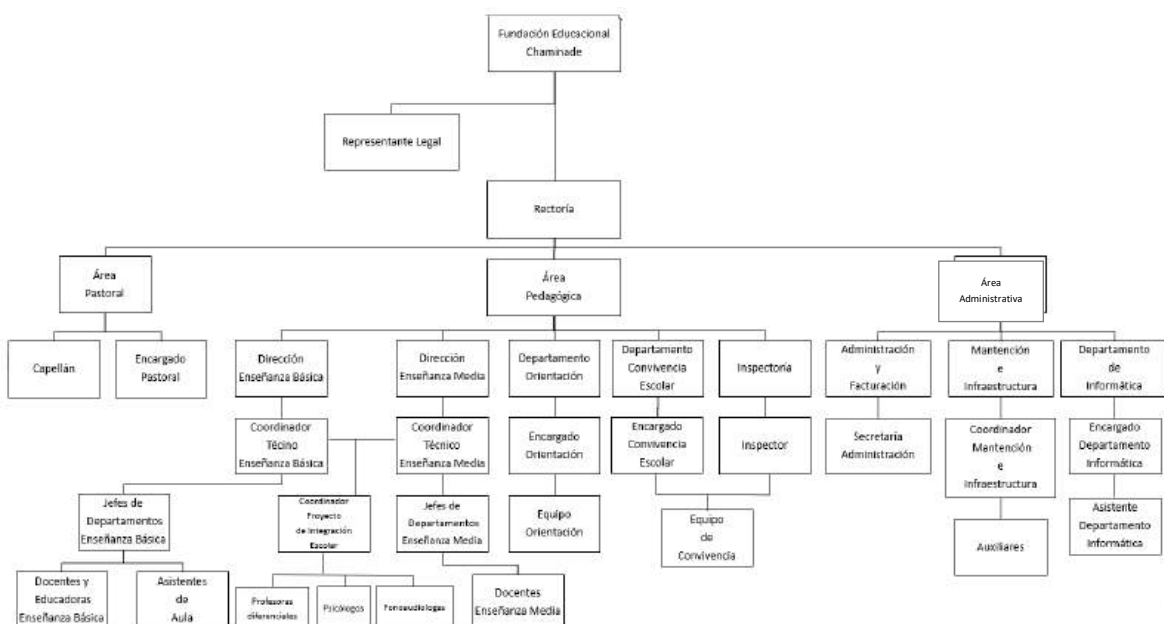 Fundación Educacional
Chaminade
Representante Legal
Rectoría
Área
Pastoral
Área
Pedagógica
Área
Administrativa
Capellán
Encargado
Pastoral
Dirección
Enseñanza Básica
Dirección
Enseñanza Media
Departamento
Orientación
Departamento
Convivencia
Escolar
Inspectoría
Administración
y
Facturación
Mantención
e
Infraestructura
Departamento
de
Informática
Coordinador
Técino
Enseñanza Básica
Coordinador
Técnico
Enseñanza Media
Encargado
Orientación
Encargado
Convivencia
Escolar
Inspector
Secretaria
Administración
Coordinador
Mantención
e
Infraestructura
Encargado
Departamento
Informática
Jefes de
Departamentos
Enseñanza Básica
Coordinador
Proyecto
de Integración
Escolar
Jefes de
Departamentos
Enseñanza Media
Equipo
Orientación
Equipo
de
Convivencia
Auxiliares
Asistente
Departamento
Informática
Docentes y
Educadoras
Enseñanza Básica
Asistentes
de
Aula
Profesoras
diferenciales
Psicólogos
Fonoaudiologas
Docentes
Enseñanza Media